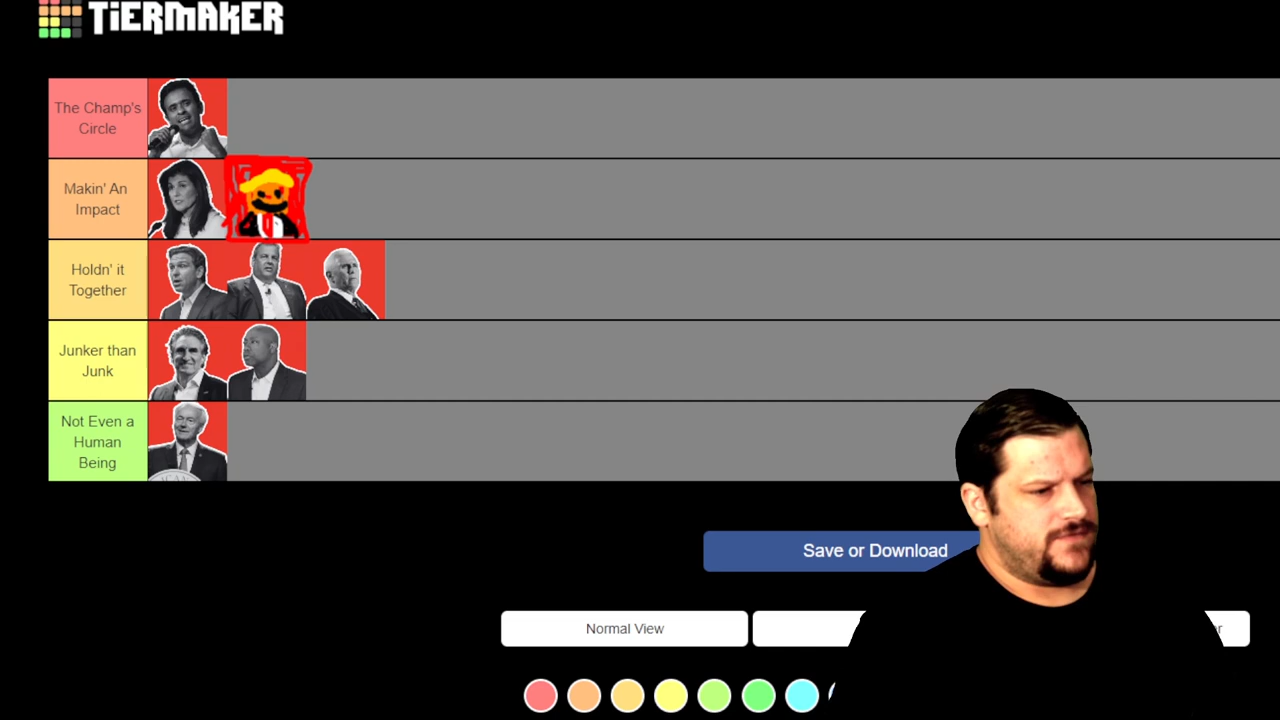 TiERMAKER
The Champ's
Circle
Makin' An
Impact
Holdn' it
Together
Junker than
Junk
Not Even a
Human
Being
Save or Download
Normal View